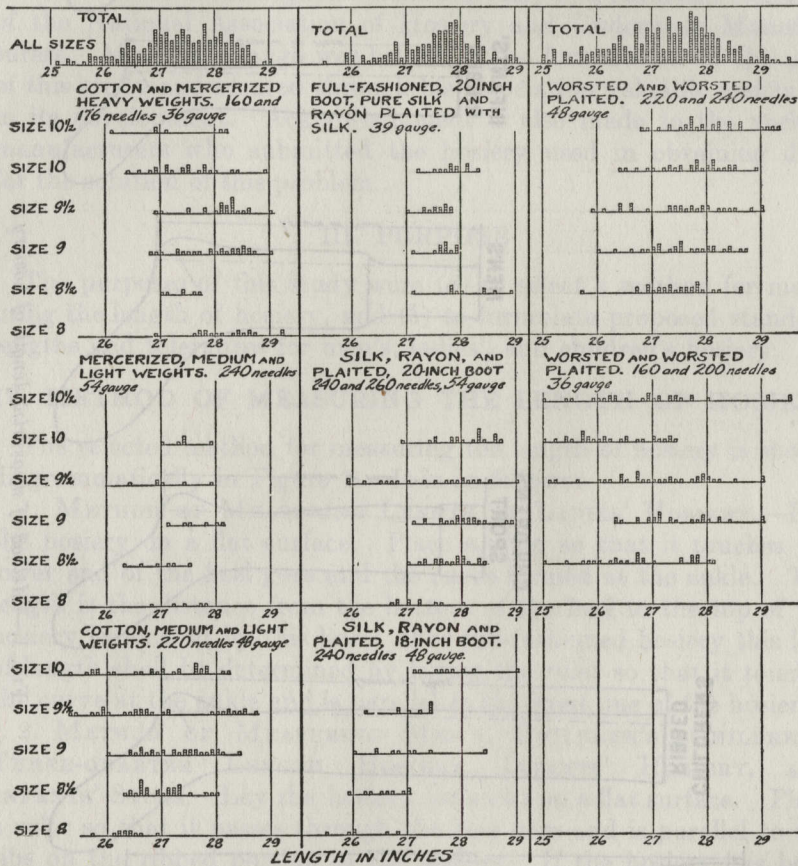 TOTAL
TOTAL
TOTAL
ALL SIZES
25 26 27 28 29
26 27 28 29
25 26 27 28 29
COTTON AND MERCERIZED
HEAVY WEIGHTS. 160 and
176 needles 36 gauge
FULL-FASHIONED, 20 INCH
BOOT, PURE SILK AND
RAYON PLAITED WITH
SILK. 39 gauge.
WORSTED AND WORSTED
PLAITED. 220 and 240 needles
48 gauge
SIZE 10½
SIZE 10
SIZE 9½
SIZE 9
SIZE 8½
SIZE 8
26 27 28 29
26 27 28 29
25 26 27 28 29
MERCERIZED, MEDIUM AND
LIGHT WEIGHTS. 240 needles
54 gauge
SILK, RAYON, AND
PLAITED, 20-INCH BOOT
240 and 260 needles, 54 gauge
WORSTED AND WORSTED
PLAITED. 160 and 200 needles
36 gauge
SIZE 10½
SIZE 10
SIZE 9½
SIZE 9
SIZE 8½
SIZE 8
26 27 28 29
26 27 28 29
25 26 27 28 29
COTTON, MEDIUM AND LIGHT
WEIGHTS. 220 needles 48 gauge
SILK, RAYON AND
PLAITED, 18-INCH BOOT.
240 needles 48 gauge.
SIZE 10
SIZE 9½
SIZE 9
SIZE 8½
SIZE 8
26 27 28 29
26 27 28 29
25 26 27 28 29
LENGTH IN INCHES